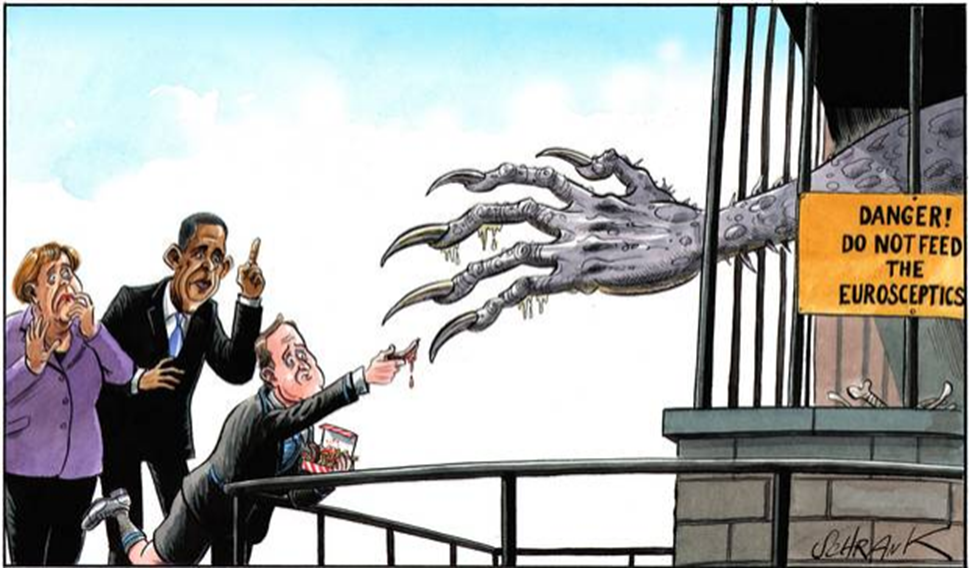 DANGER!
DO NOT FEED
THE
EUROSCEPTICS
SCHRANK